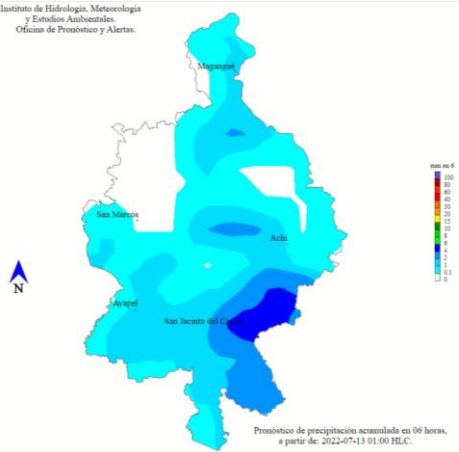 Instituto de Hidrología, Meteorología
y Estudios Ambientales.
Oficina de Pronóstico y Alertas.
Magangué
San Marcos
Achí
Ayapel
San Jacinto del
N
mm en 6
100
80
60
40
30
20
15
10
8
6
4
2
1
0.1
0
Pronóstico de precipitación acumulada en 06 horas,
a partir de: 2022-07-13 01:00 HLC.